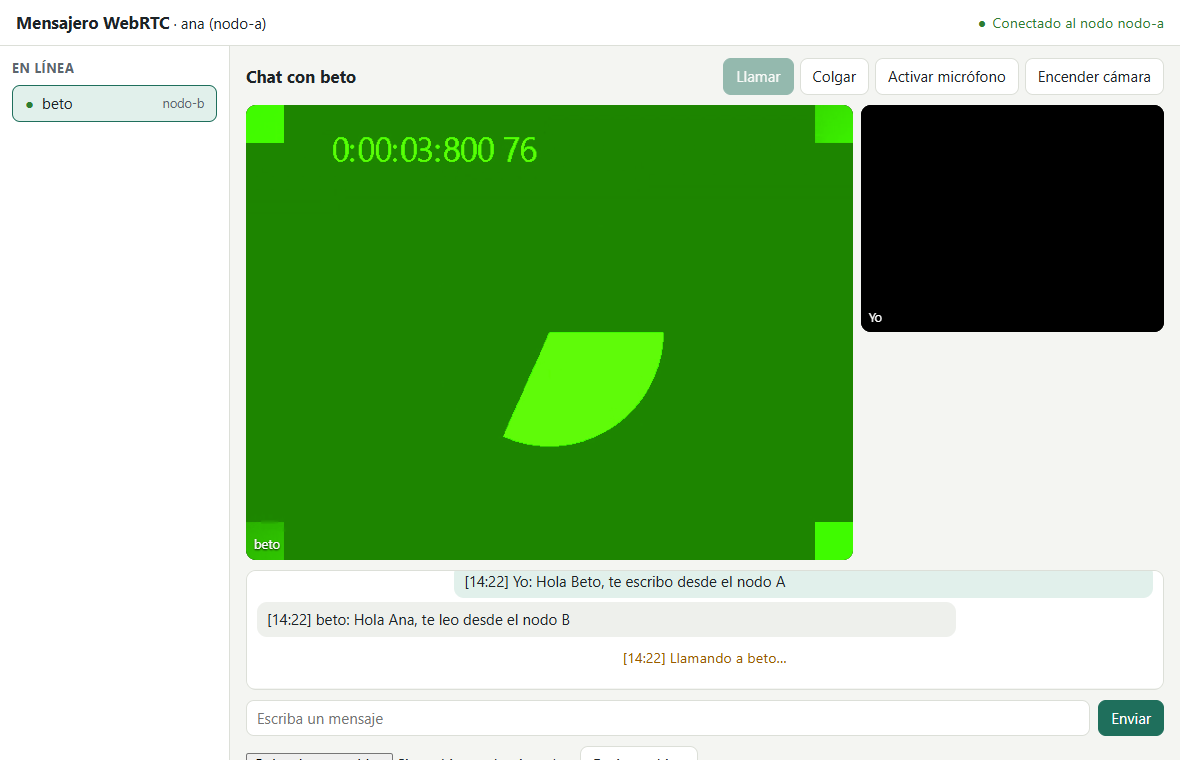 Mensajero WebRTC · ana (nodo-a)
● Conectado al nodo nodo-a
EN LÍNEA
● beto nodo-b
Chat con beto
Llamar
Colgar
Activar micrófono
Encender cámara
0:00:03:800 76
beto
Yo
[14:22] Yo: Hola Beto, te escribo desde el nodo A
[14:22] beto: Hola Ana, te leo desde el nodo B
[14:22] Llamando a beto...
Escriba un mensaje
Enviar